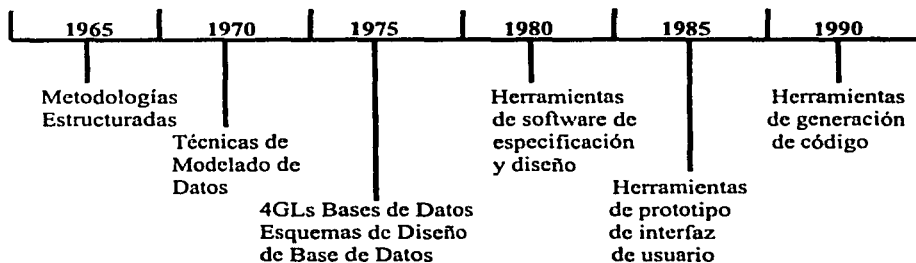 1965 1970 1975 1980 1985 1990
Metodologías
Estructuradas
Técnicas de
Modelado de
Datos
4GLs Bases de Datos
Esquemas de Diseño
de Base de Datos
Herramientas
de software de
especificación
y diseño
Herramientas
de prototipo
de interfaz
de usuario
Herramientas
de generación
de código